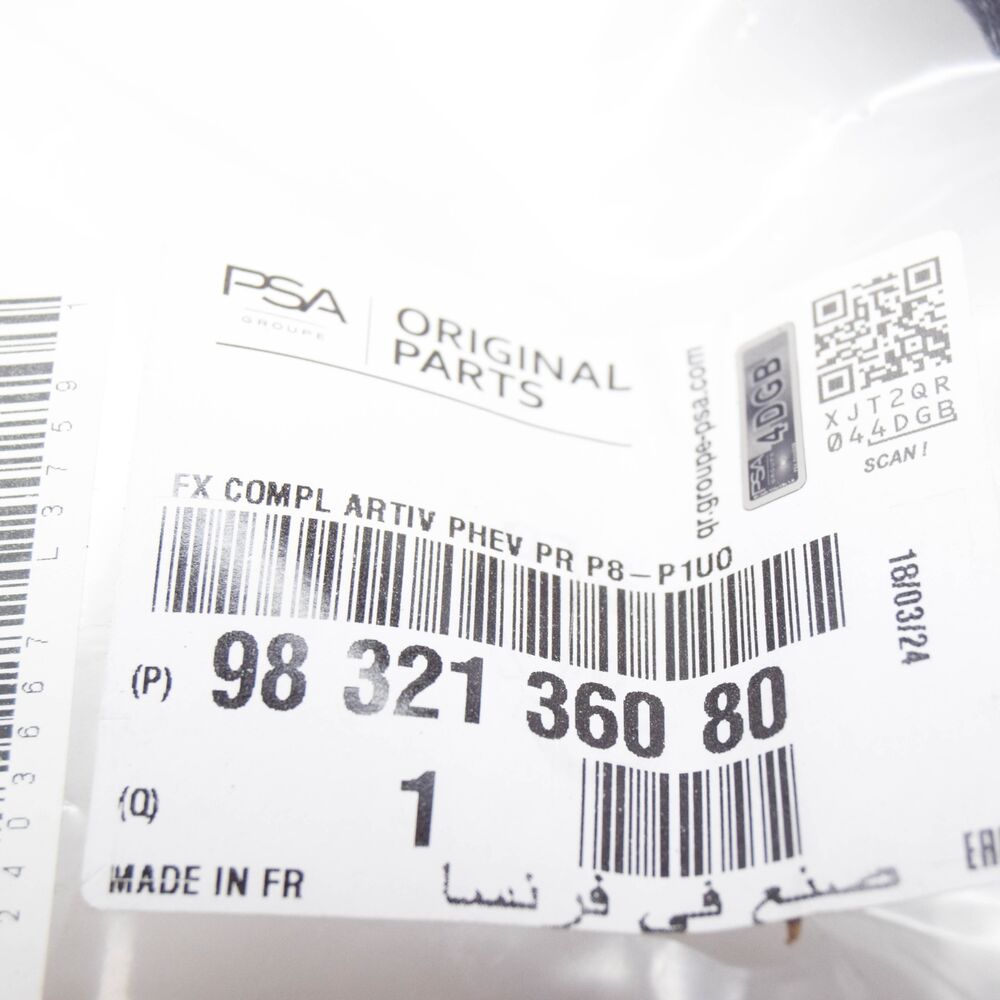 PSA
GROUPE
ORIGINAL
PARTS
qr.groupe-psa.com
PSA
4DGB
XJT2QR
044DGB
SCAN!
FX COMPL ARTIV PHEV PR P8-P1U0
18/03/24
(P) 98 321 360 80
(Q) 1
MADE IN FR
صنع في فرنسا